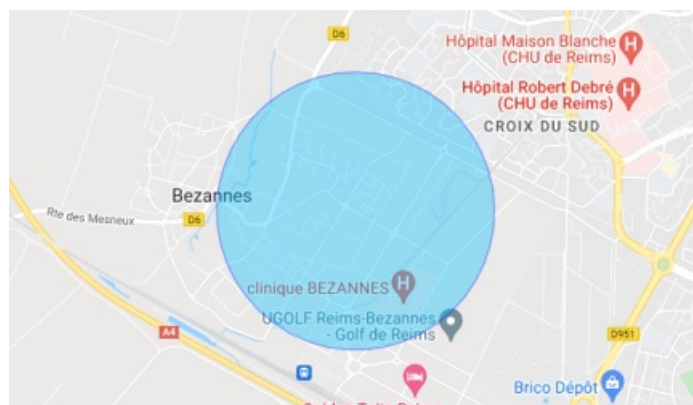 D6
Hôpital Maison Blanche
(CHU de Reims)
Hôpital Robert Debré
(CHU de Reims)
CROIX DU SUD
Bezannes
Rte des Mesneux
D6
clinique BEZANNES
UGOLF Reims-Bezannes
- Golf de Reims
A4
D951
Brico Dépôt